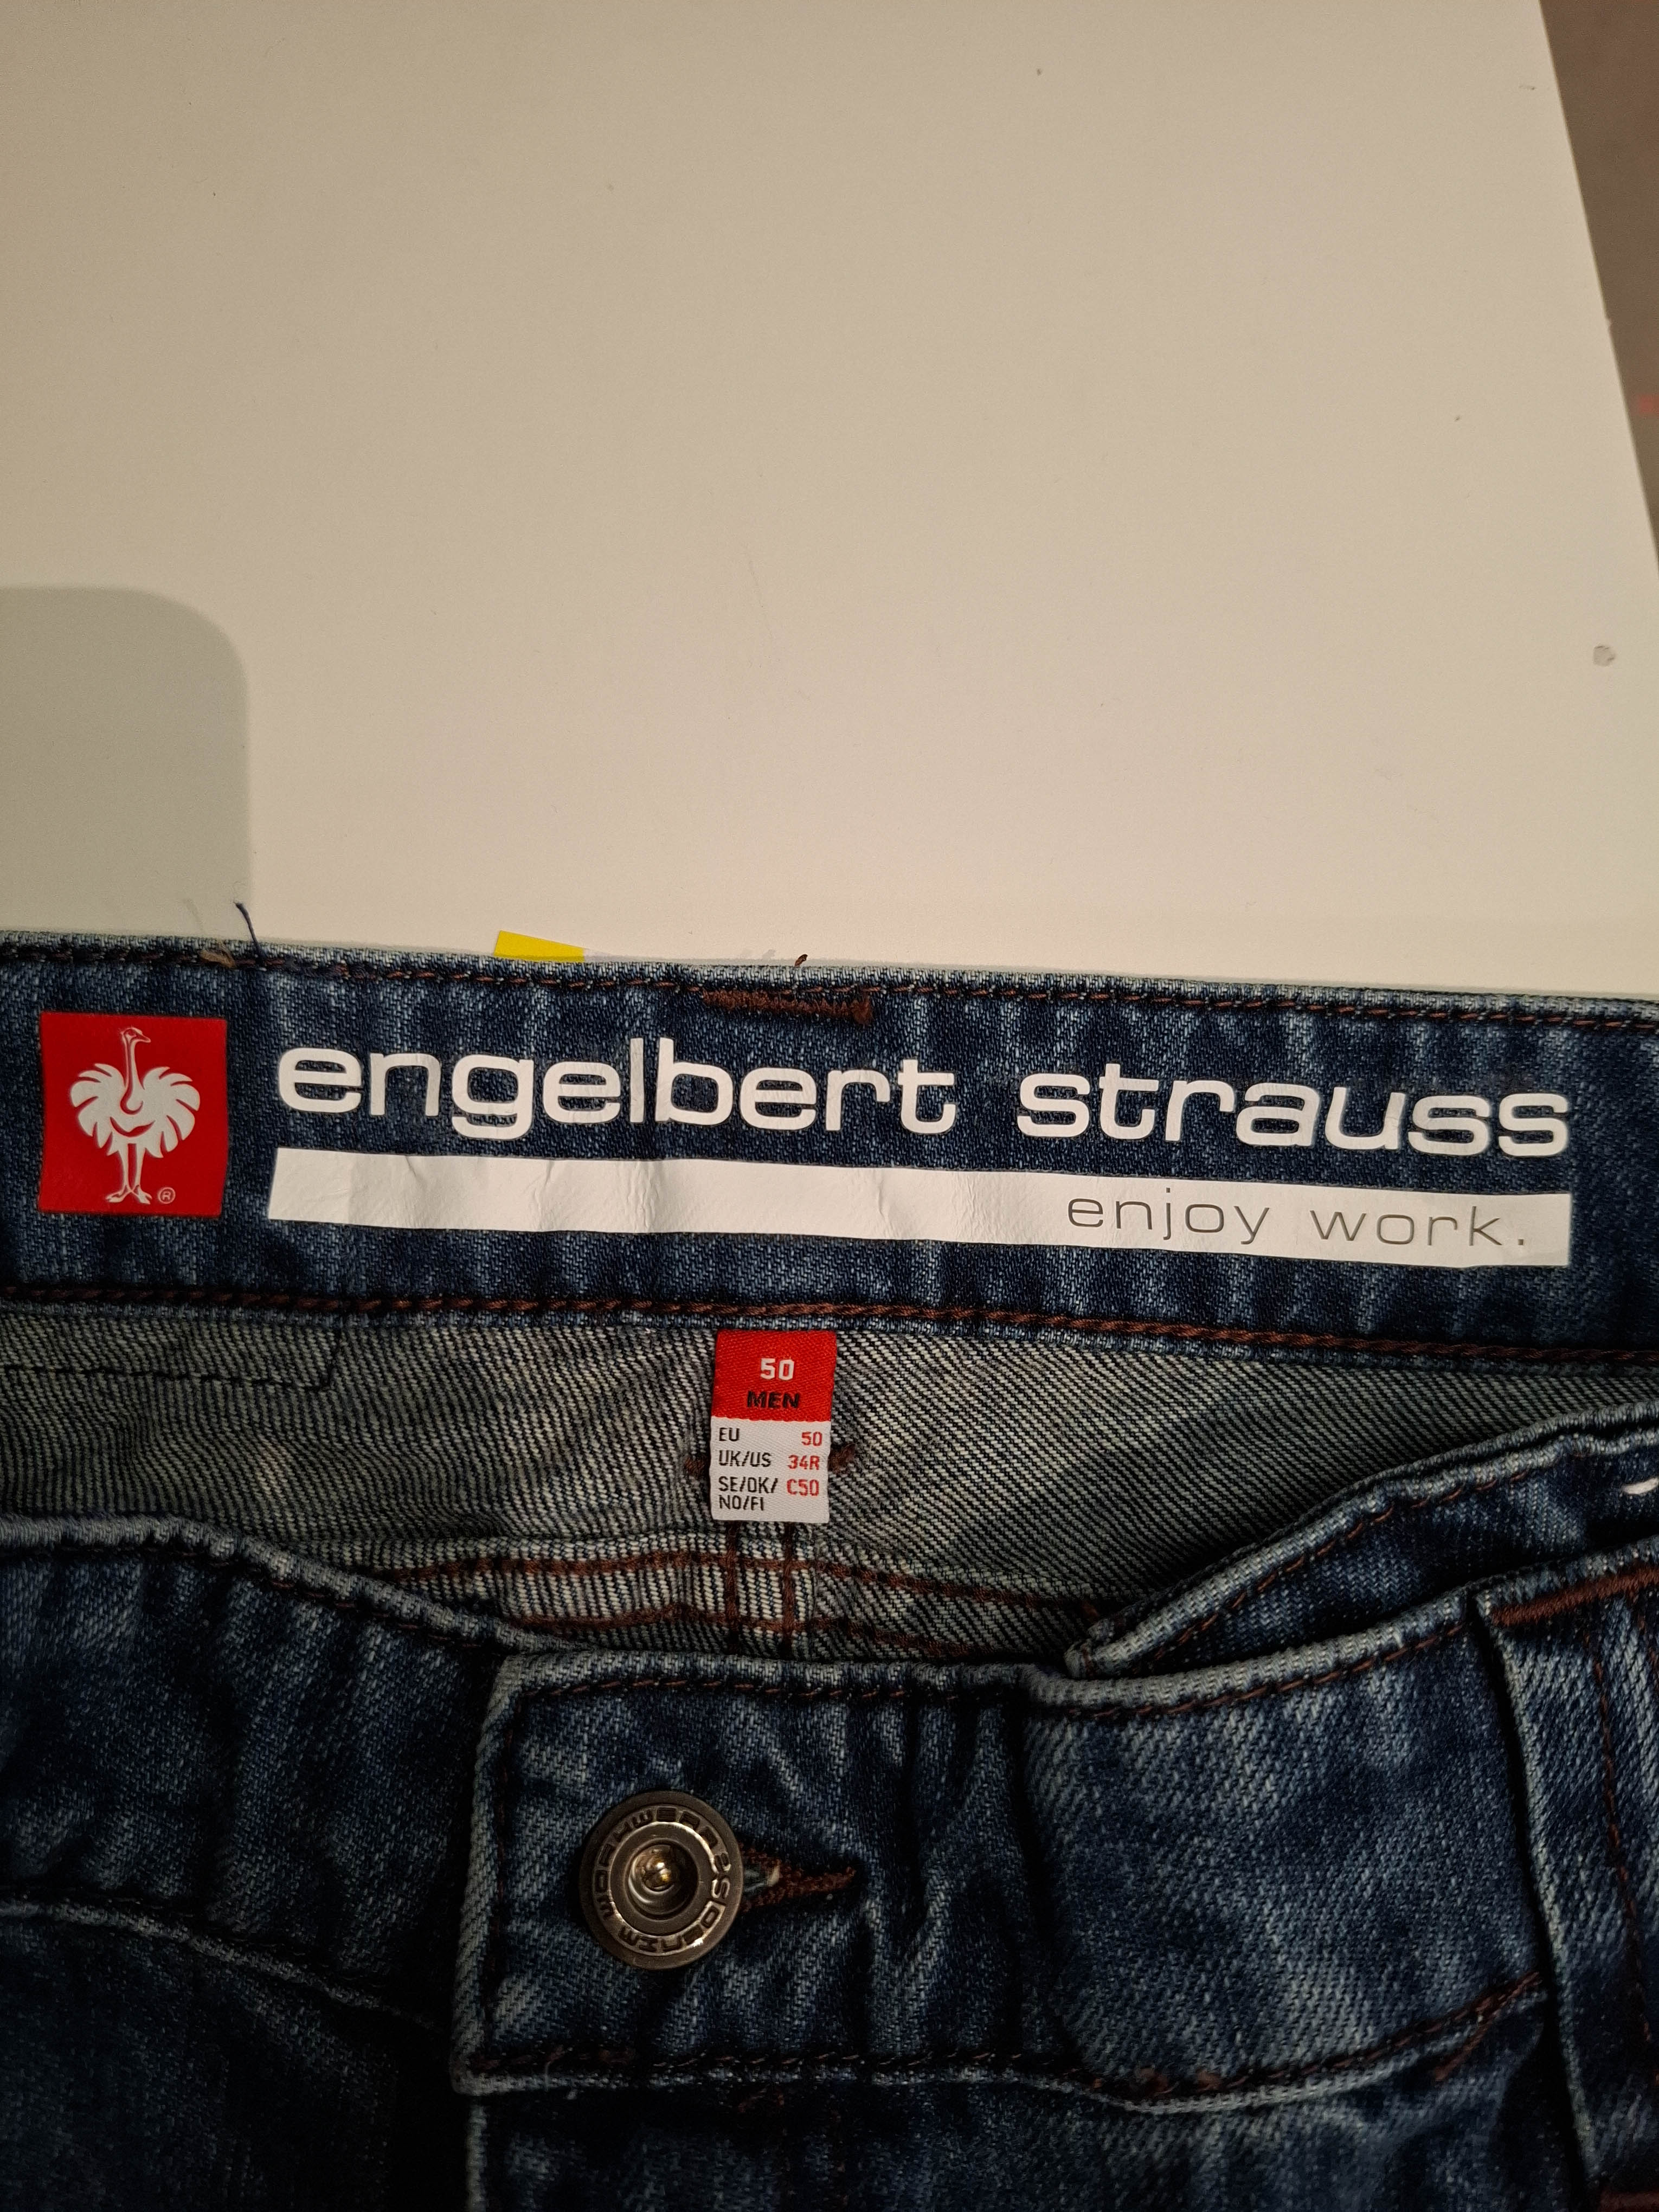 engelbert strauss
enjoy work.
®
50
MEN
EU 50
UK/US 34R
SE/DK/ C50
NO/FI